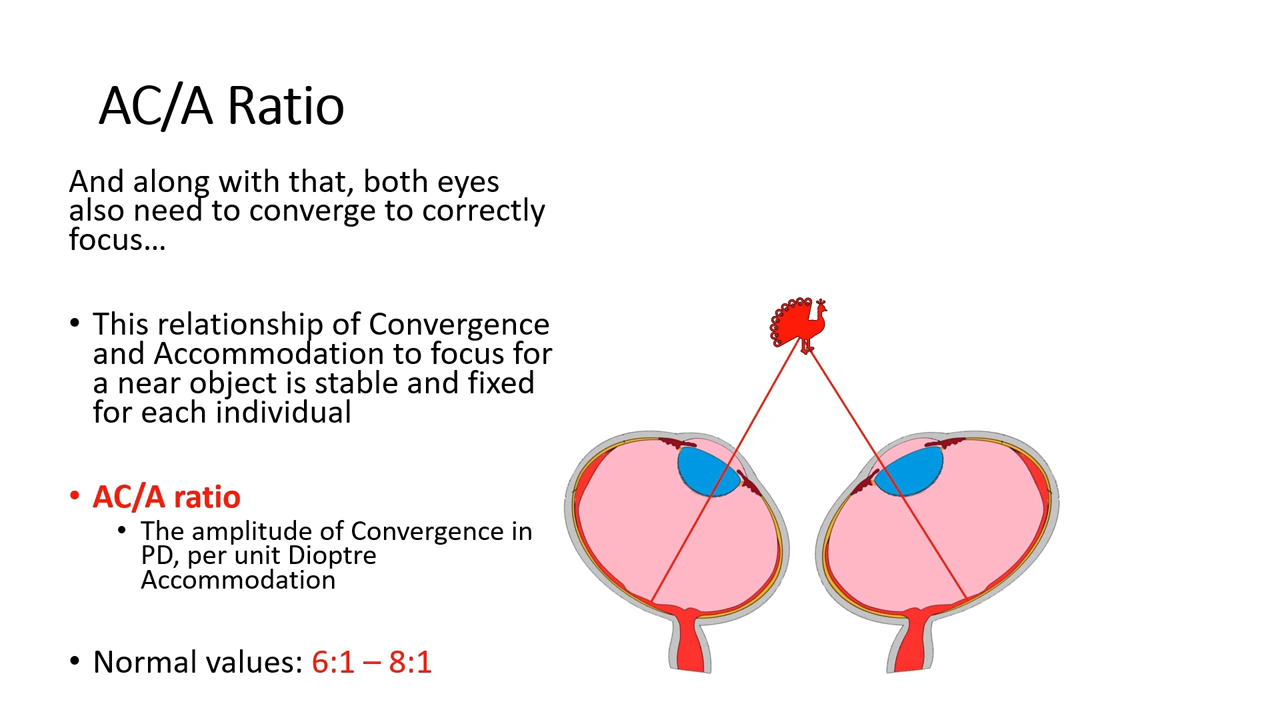 AC/A Ratio
And along with that, both eyes
also need to converge to correctly
focus…
• This relationship of Convergence
and Accommodation to focus for
a near object is stable and fixed
for each individual
• AC/A ratio
• The amplitude of Convergence in
PD, per unit Dioptre
Accommodation
• Normal values: 6:1 – 8:1